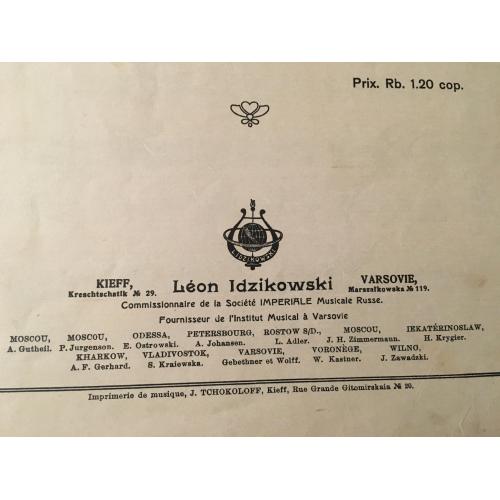 Prix. Rb. 1.20 cop.
L. IDZIKOWSKI
KIEFF, Léon Idzikowski VARSOVIE,
Kreschtschatik № 29. Marszalkowska № 119.
Commissionnaire de la Société IMPERIALE Musicale Russe.
Fournisseur de l'Institut Musical à Varsovie
MOSCOU, MOSCOU, ODESSA, PETERSBOURG, ROSTOW S/D., MOSCOU, IEKATÉRINOSLAW,
A. Gutheil. P. Jurgenson. E. Ostrowski. A. Johansen. L. Adler. J. H. Zimmermann. H. Krygier.
KHARKOW, VLADIVOSTOK, VARSOVIE, VORONÈGE, WILNO,
A. F. Gerhard. S. Kraiewska. Gebethner et Wolff. W. Kastner. J. Zawadzki.
Imprimerie de musique, J. TCHOKOLOFF, Kieff, Rue Grande Gitomirskaia № 20.